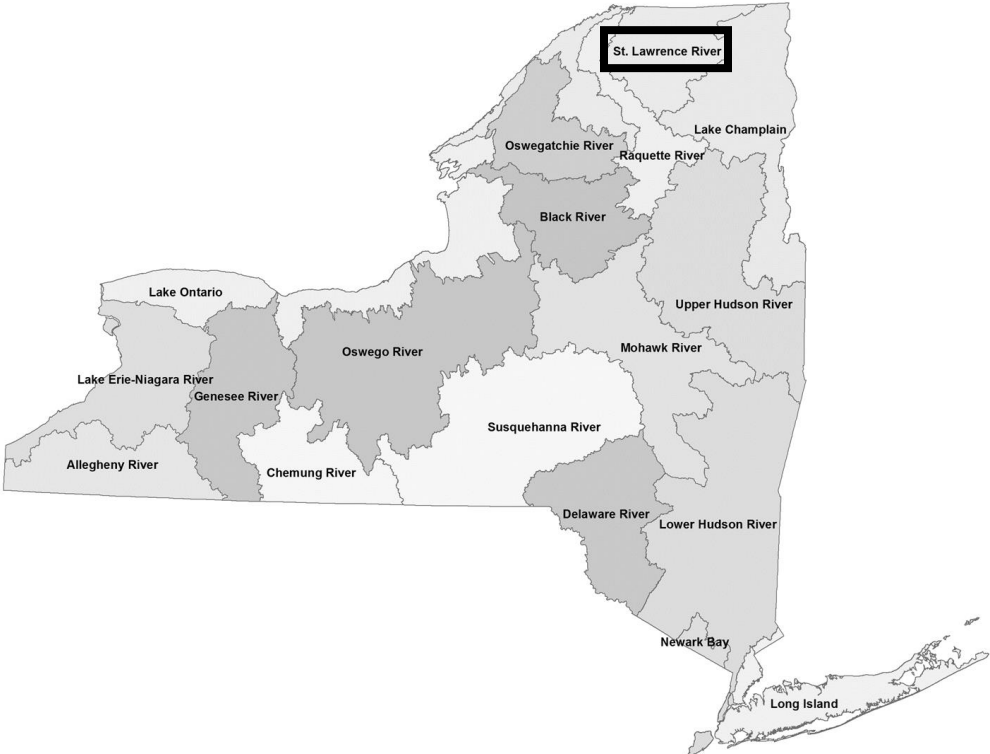 St. Lawrence River
Lake Champlain
Oswegatchie River
Raquette River
Black River
Lake Ontario
Upper Hudson River
Mohawk River
Oswego River
Lake Erie-Niagara River
Genesee River
Susquehanna River
Allegheny River
Chemung River
Delaware River
Lower Hudson River
Newark Bay
Long Island